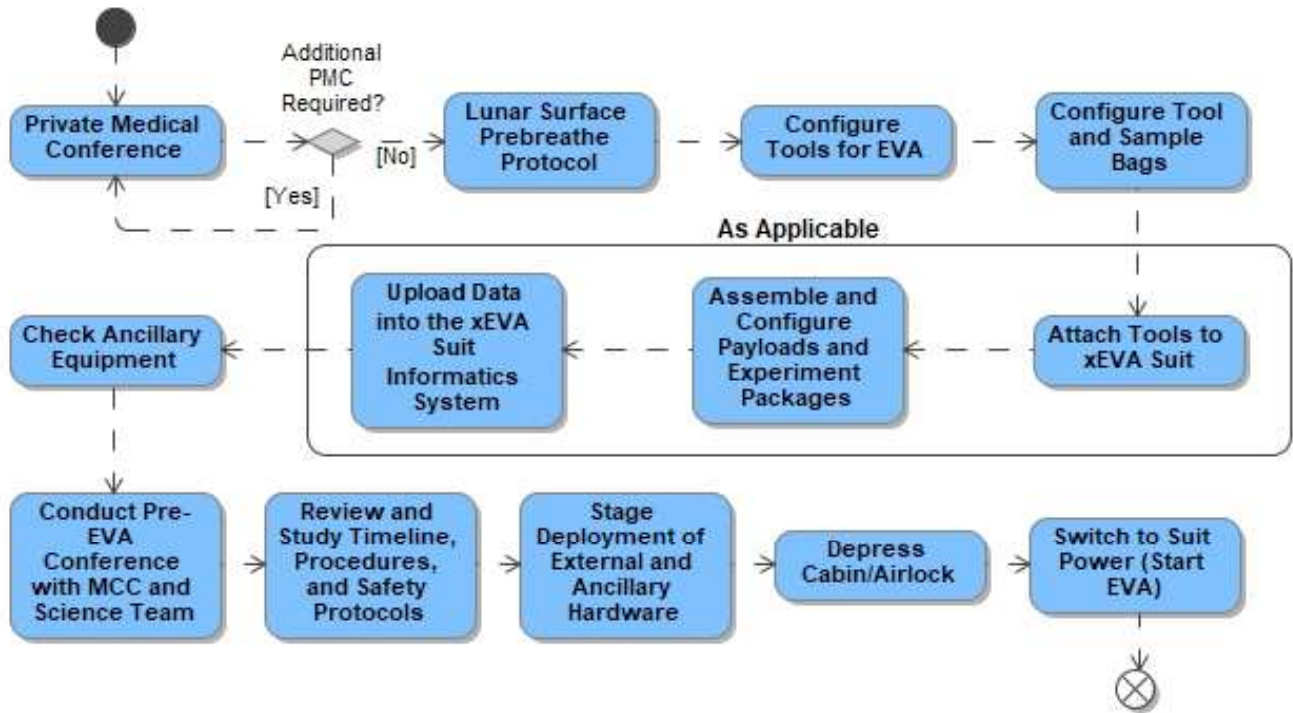 Additional
PMC
Required?
Private Medical
Conference
[No]
[Yes]
Lunar Surface
Prebreathe
Protocol
Configure
Tools for EVA
Configure Tool
and Sample
Bags
As Applicable
Attach Tools to
xEVA Suit
Assemble and
Configure
Payloads and
Experiment
Packages
Upload Data
into the xEVA
Suit
Informatics
System
Check Ancillary
Equipment
Conduct Pre-
EVA
Conference
with MCC and
Science Team
Review and
Study Timeline,
Procedures,
and Safety
Protocols
Stage
Deployment of
External and
Ancillary
Hardware
Depress
Cabin/Airlock
Switch to Suit
Power (Start
EVA)